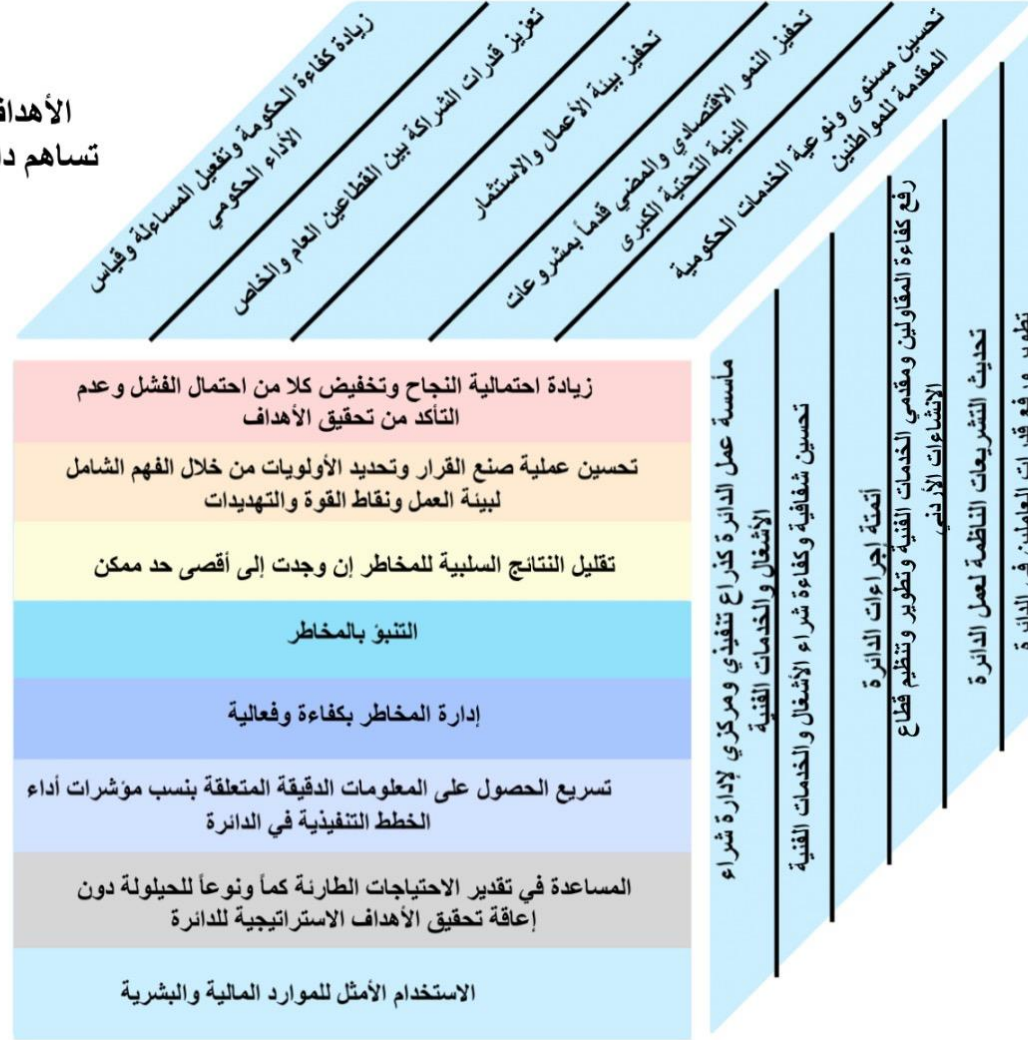 الأهداف
تساهم
زيادة كفاءة الحكومة وتفعيل المساءلة وقياس
الأداء الحكومي
تعزيز قدرات الشراكة بين القطاعين العام والخاص
تحفيز بيئة الأعمال والاستثمار
تحفيز النمو الاقتصادي والمضي قدماً بمشروعات
البنية التحتية الكبرى
تحسين مستوى ونوعية الخدمات الحكومية
المقدمة للمواطنين
زيادة احتمالية النجاح وتخفيض كلا من احتمال الفشل وعدم
التأكد من تحقيق الأهداف
تحسين عملية صنع القرار وتحديد الأولويات من خلال الفهم الشامل
لبيئة العمل ونقاط القوة والتهديدات
تقليل النتائج السلبية للمخاطر إن وجدت إلى أقصى حد ممكن
التنبؤ بالمخاطر
إدارة المخاطر بكفاءة وفعالية
تسريع الحصول على المعلومات الدقيقة المتعلقة بنسب مؤشرات أداء
الخطط التنفيذية في الدائرة
المساعدة في تقدير الاحتياجات الطارئة كماً ونوعاً للحيلولة دون
إعاقة تحقيق الأهداف الاستراتيجية للدائرة
الاستخدام الأمثل للموارد المالية والبشرية
مأسسة عمل الدائرة كذراع تنفيذي ومركزي لإدارة شراء
الأشغال والخدمات الفنية
تحسين شفافية وكفاءة شراء الأشغال والخدمات الفنية
أتمتة إجراءات الدائرة
رفع كفاءة المقاولين ومقدمي الخدمات الفنية وتطوير وتنظيم قطاع
الإنشاءات الأردني
تحديث التشريعات الناظمة لعمل الدائرة
تطوير ورفع قدرات العاملين في الدائرة